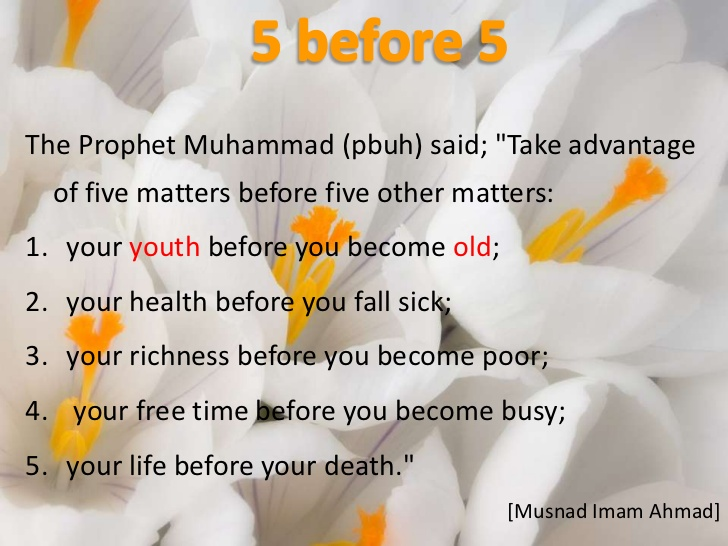 5 before 5
The Prophet Muhammad (pbuh) said; "Take advantage
of five matters before five other matters:
1. your youth before you become old;
2. your health before you fall sick;
3. your richness before you become poor;
4. your free time before you become busy;
5. your life before your death."
[Musnad Imam Ahmad]